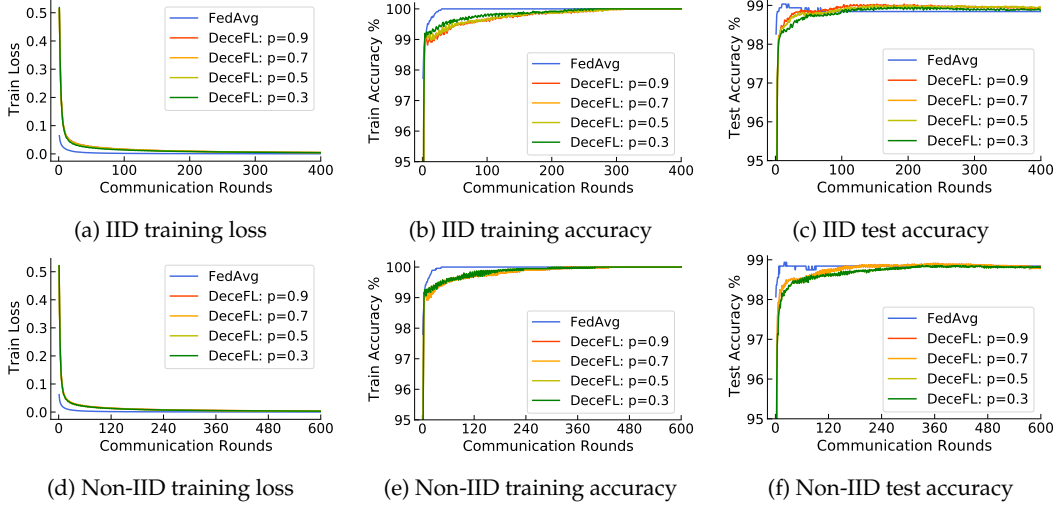 Train Loss
0.5
0.4
0.3
0.2
0.1
0.0
FedAvg
DeceFL: p=0.9
DeceFL: p=0.7
DeceFL: p=0.5
DeceFL: p=0.3
0 100 200 300 400
Communication Rounds
(a) IID training loss
Train Accuracy %
100
99
98
97
96
95
FedAvg
DeceFL: p=0.9
DeceFL: p=0.7
DeceFL: p=0.5
DeceFL: p=0.3
0 100 200 300 400
Communication Rounds
(b) IID training accuracy
Test Accuracy %
99
98
97
96
95
FedAvg
DeceFL: p=0.9
DeceFL: p=0.7
DeceFL: p=0.5
DeceFL: p=0.3
0 100 200 300 400
Communication Rounds
(c) IID test accuracy
Train Loss
0.5
0.4
0.3
0.2
0.1
0.0
FedAvg
DeceFL: p=0.9
DeceFL: p=0.7
DeceFL: p=0.5
DeceFL: p=0.3
0 120 240 360 480 600
Communication Rounds
(d) Non-IID training loss
Train Accuracy %
100
99
98
97
96
95
FedAvg
DeceFL: p=0.9
DeceFL: p=0.7
DeceFL: p=0.5
DeceFL: p=0.3
0 120 240 360 480 600
Communication Rounds
(e) Non-IID training accuracy
Test Accuracy %
99
98
97
96
95
FedAvg
DeceFL: p=0.9
DeceFL: p=0.7
DeceFL: p=0.5
DeceFL: p=0.3
0 120 240 360 480 600
Communication Rounds
(f) Non-IID test accuracy